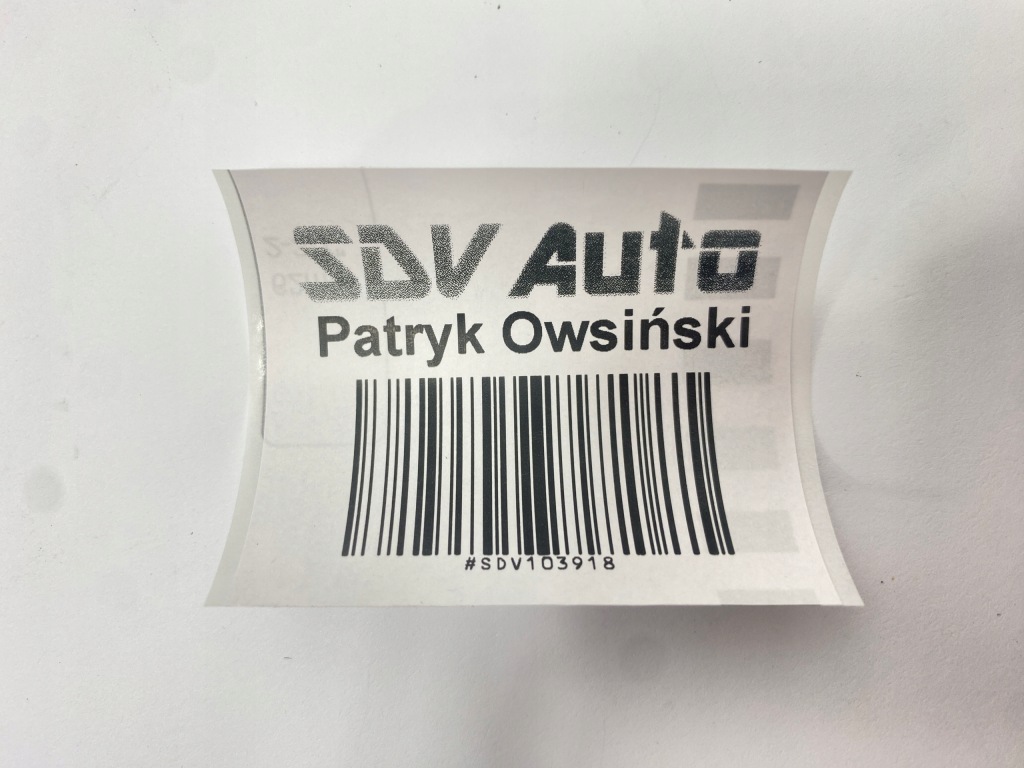 SDV Auto
Patryk Owsiński
#SDV103918